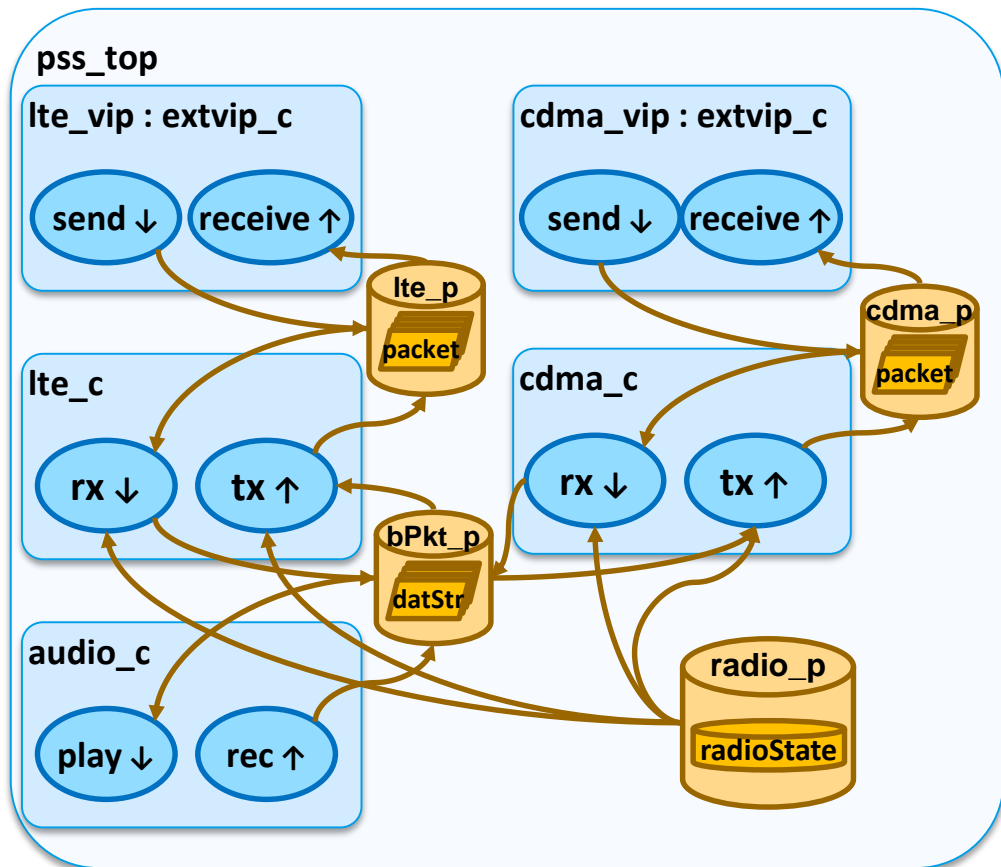 pss_top
lte_vip : extvip_c
send ↓
receive ↑
cdma_vip : extvip_c
send ↓
receive ↑
lte_p
packet
cdma_p
packet
lte_c
rx ↓
tx ↑
cdma_c
rx ↓
tx ↑
bPkt_p
datStr
audio_c
play ↓
rec ↑
radio_p
radioState